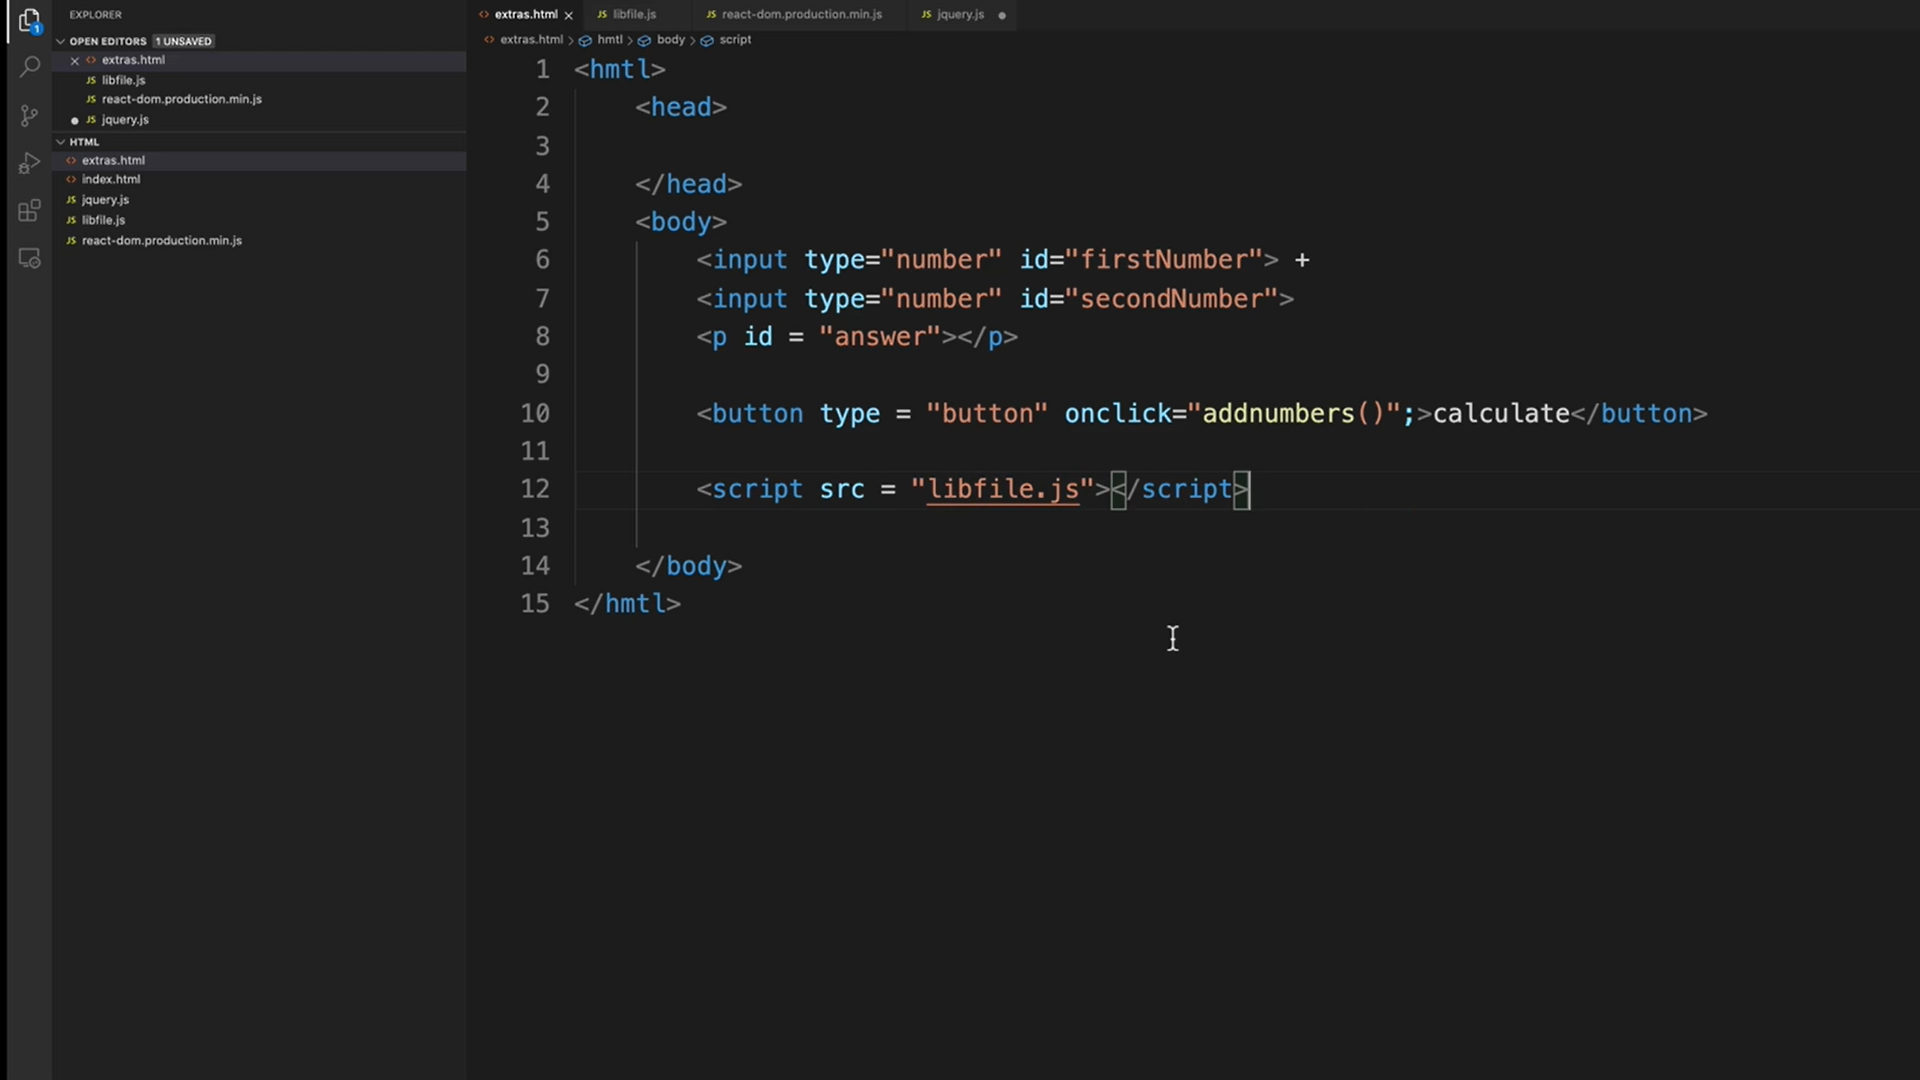 EXPLORER
OPEN EDITORS 1 UNSAVED
extras.html
JS libfile.js
JS react-dom.production.min.js
JS jquery.js
HTML
extras.html
index.html
JS jquery.js
JS libfile.js
JS react-dom.production.min.js
1
extras.html JS libfile.js JS react-dom.production.min.js JS jquery.js
extras.html > hmtl > body > script
1 <hmtl>
2 <head>
3
4 </head>
5 <body>
6 <input type="number" id="firstNumber"> +
7 <input type="number" id="secondNumber">
8 <p id = "answer"></p>
9
10 <button type = "button" onclick="addnumbers()";>calculate</button>
11
12 <script src = "libfile.js"></script>
13
14 </body>
15 </hmtl>